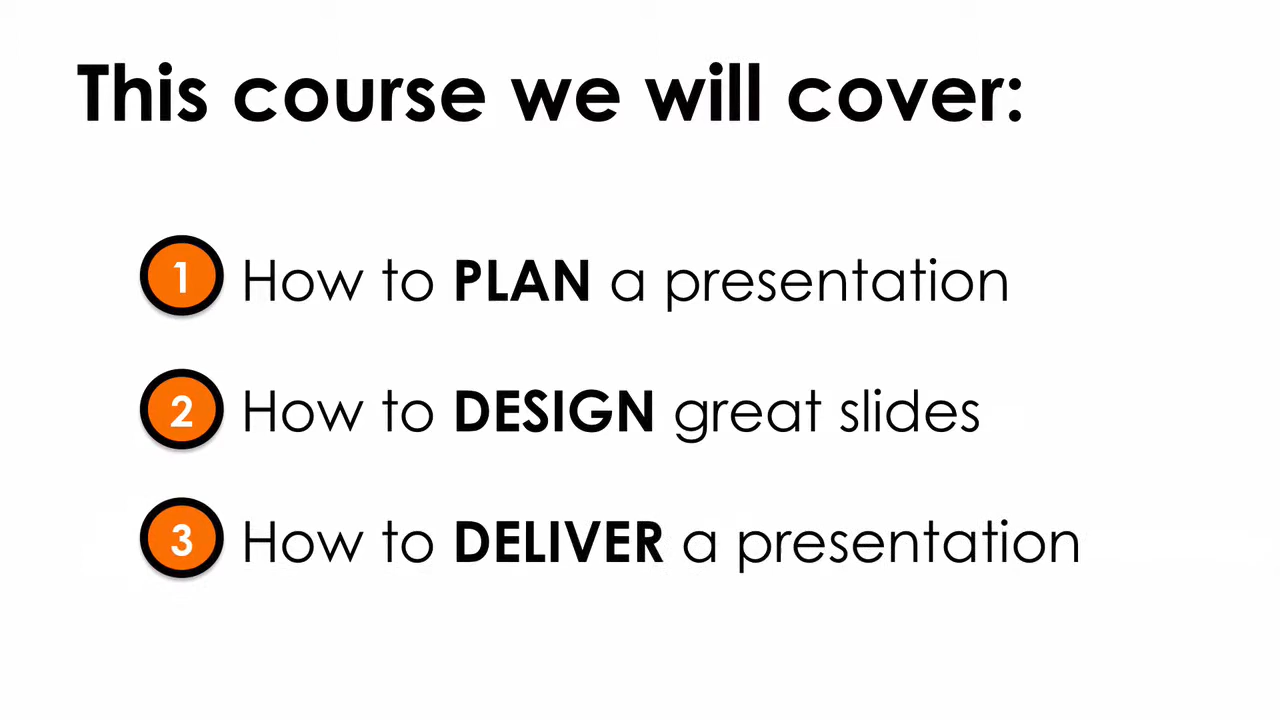 This course we will cover:
1 How to PLAN a presentation
2 How to DESIGN great slides
3 How to DELIVER a presentation